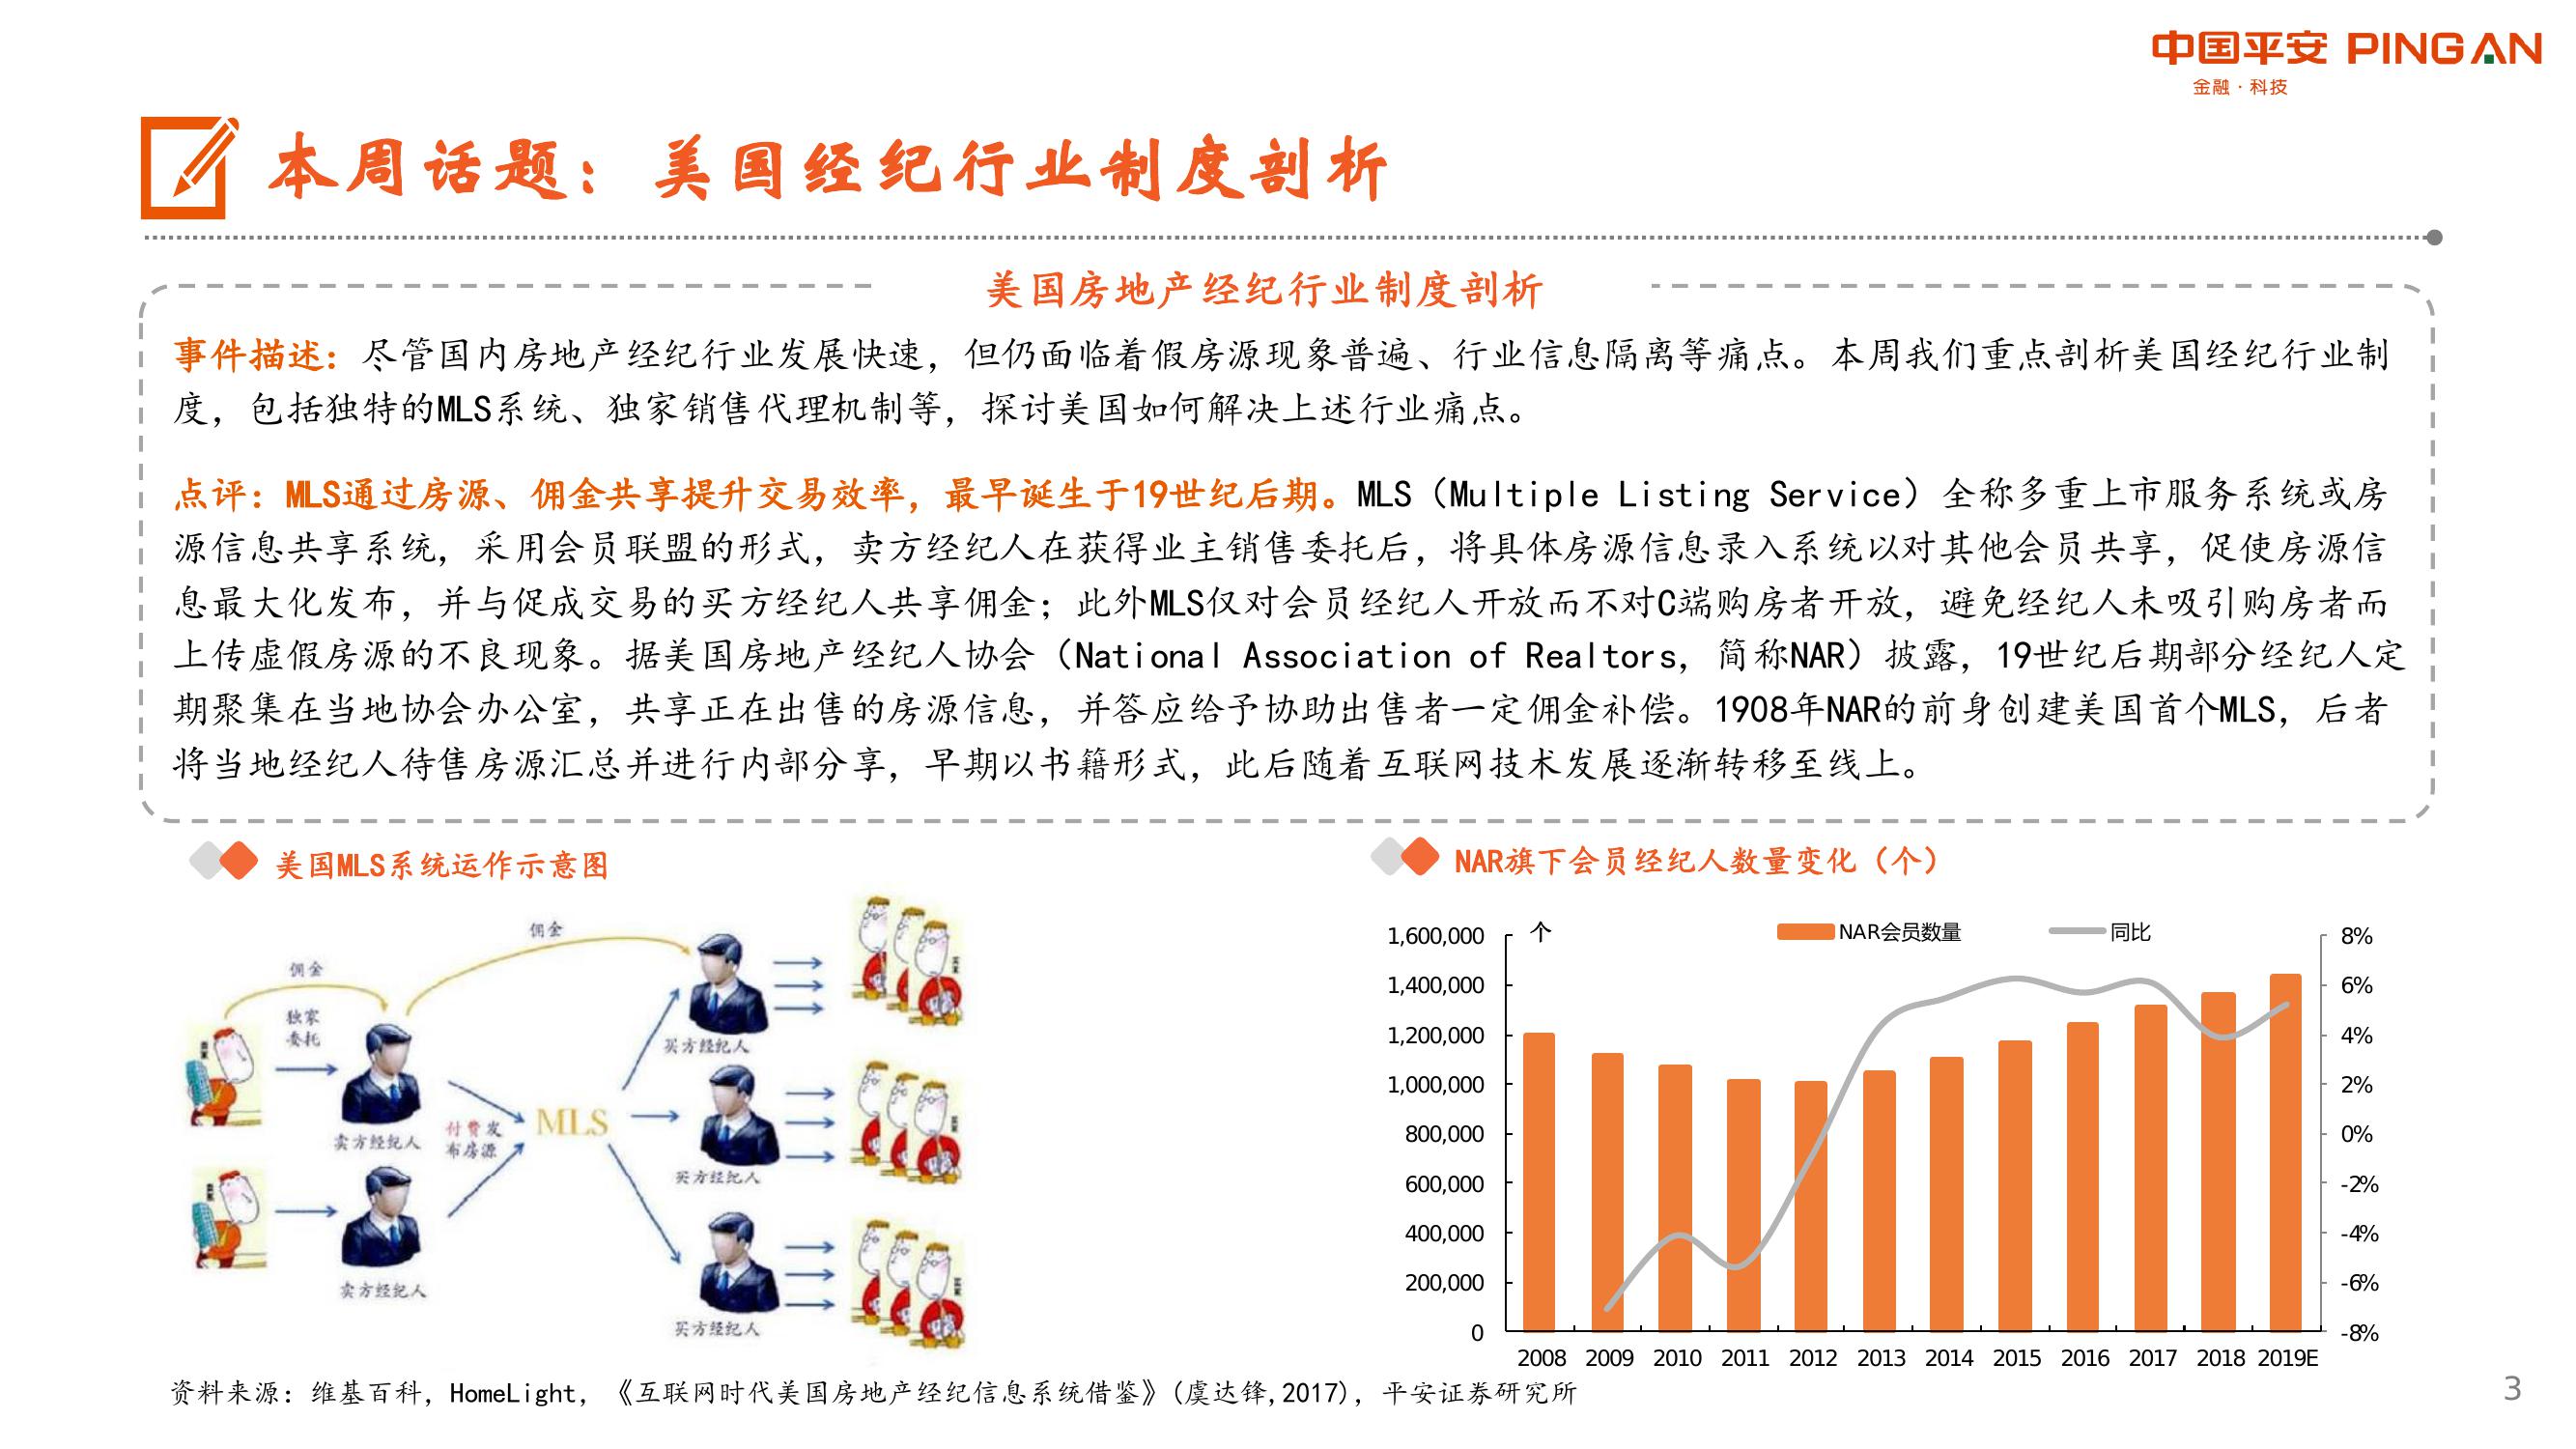 中国平安 PING AN
金融·科技
本周话题：美国经纪行业制度剖析
美国房地产经纪行业制度剖析
事件描述：尽管国内房地产经纪行业发展快速，但仍面临着假房源现象普遍、行业信息隔离等痛点。本周我们重点剖析美国经纪行业制
度，包括独特的MLS系统、独家销售代理机制等，探讨美国如何解决上述行业痛点。
点评：MLS通过房源、佣金共享提升交易效率，最早诞生于19世纪后期。MLS（Multiple Listing Service）全称多重上市服务系统或房
源信息共享系统，采用会员联盟的形式，卖方经纪人在获得业主销售委托后，将具体房源信息录入系统以对其他会员共享，促使房源信
息最大化发布，并与促成交易的买方经纪人共享佣金；此外MLS仅对会员经纪人开放而不对C端购房者开放，避免经纪人未吸引购房者而
上传虚假房源的不良现象。据美国房地产经纪人协会（National Association of Realtors, 简称NAR）披露，19世纪后期部分经纪人定
期聚集在当地协会办公室，共享正在出售的房源信息，并答应给予协助出售者一定佣金补偿。1908年NAR的前身创建美国首个MLS，后者
将当地经纪人待售房源汇总并进行内部分享，早期以书籍形式，此后随着互联网技术发展逐渐转移至线上。
美国MLS系统运作示意图
佣金
佣金
独家
委托
卖方经纪人
付费发
布房源
MLS
买方经纪人
买方经纪人
卖方经纪人
买方经纪人
NAR旗下会员经纪人数量变化（个）
个
NAR会员数量
同比
1,600,000
1,400,000
1,200,000
1,000,000
800,000
600,000
400,000
200,000
0
8%
6%
4%
2%
0%
-2%
-4%
-6%
-8%
2008 2009 2010 2011 2012 2013 2014 2015 2016 2017 2018 2019E
资料来源：维基百科，HomeLight，《互联网时代美国房地产经纪信息系统借鉴》(虞达锋,2017)，平安证券研究所
3